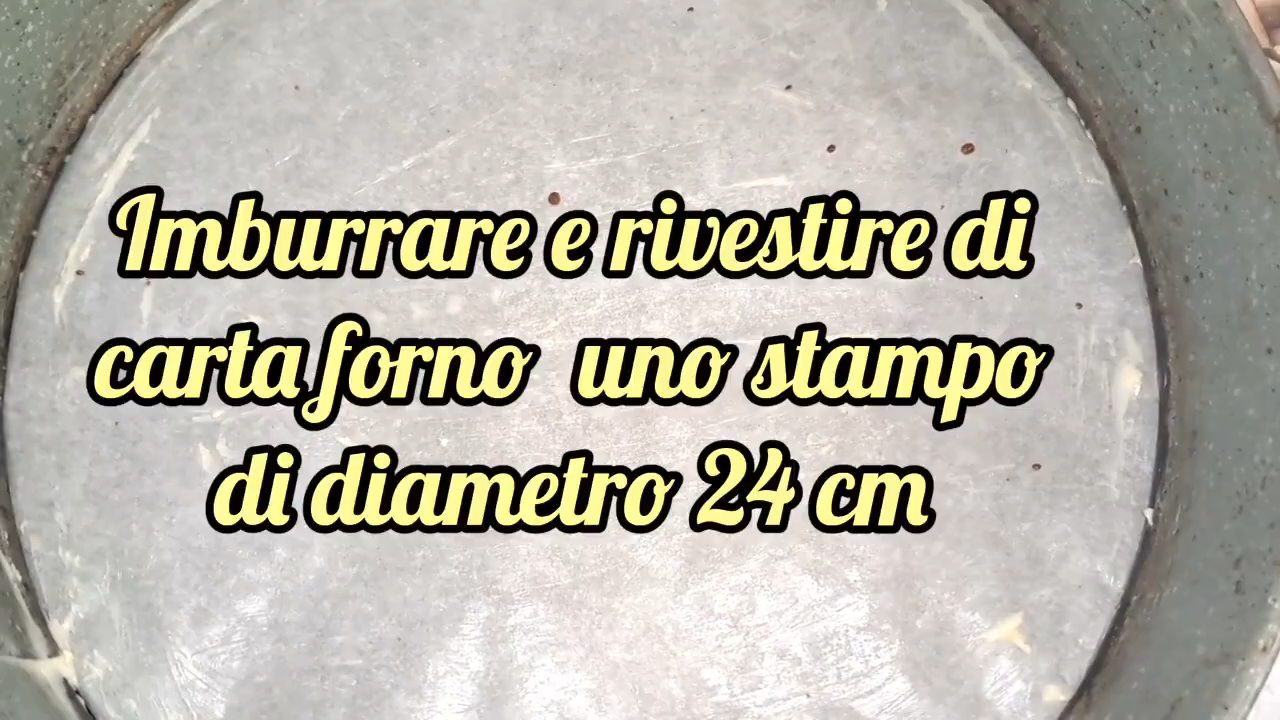 Imburrare e rivestire di
carta forno uno stampo
di diametro 24 cm